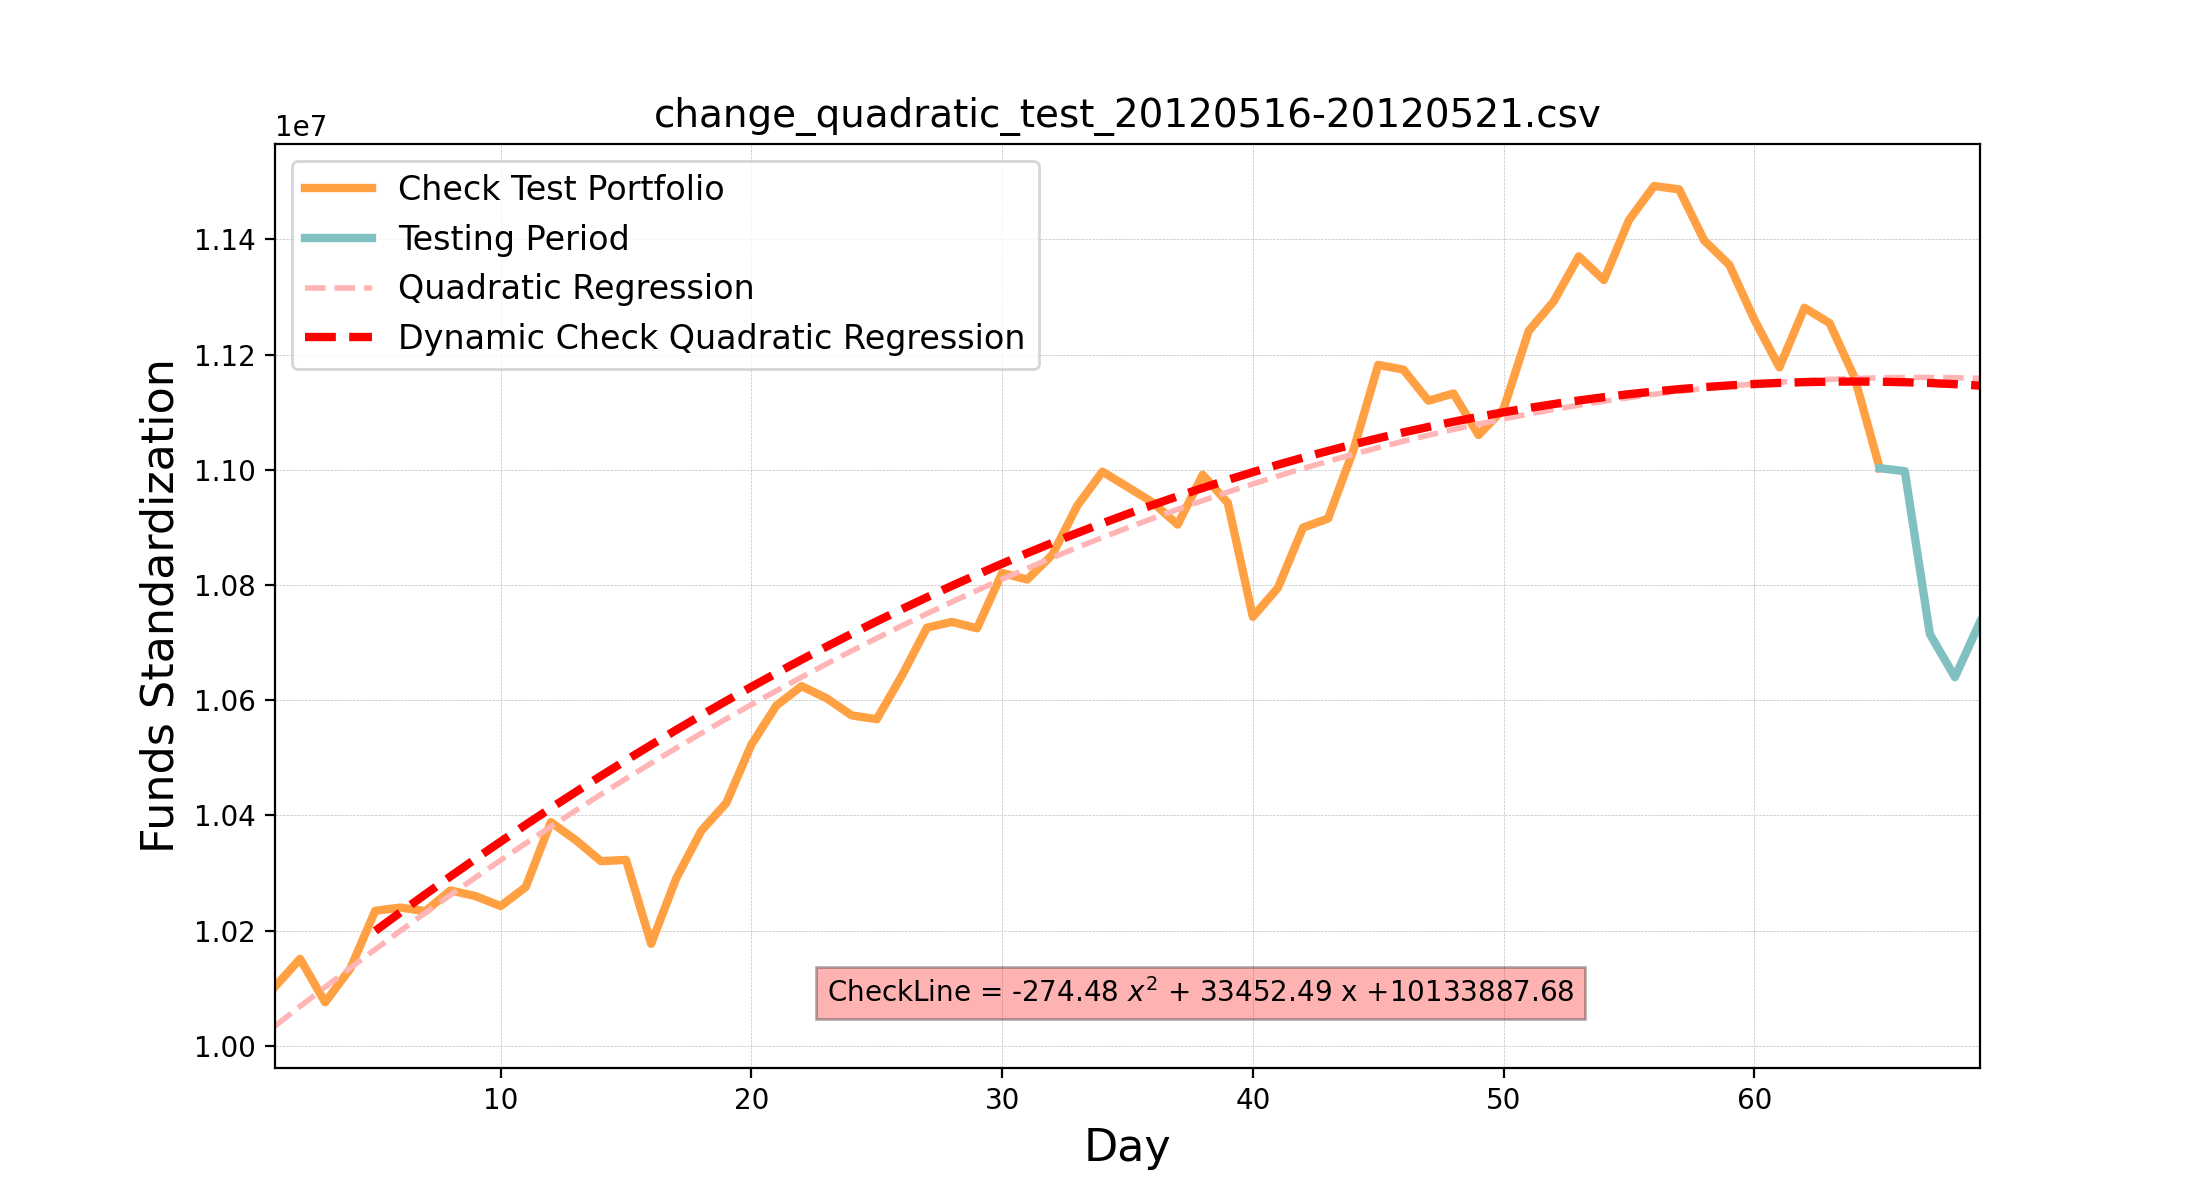 change_quadratic_test_20120516-20120521.csv
1e7
Check Test Portfolio
Testing Period
Quadratic Regression
Dynamic Check Quadratic Regression
1.14
1.12
1.10
1.08
1.06
1.04
1.02
1.00
Funds Standardization
CheckLine = -274.48 x² + 33452.49 x +10133887.68
10 20 30 40 50 60
Day